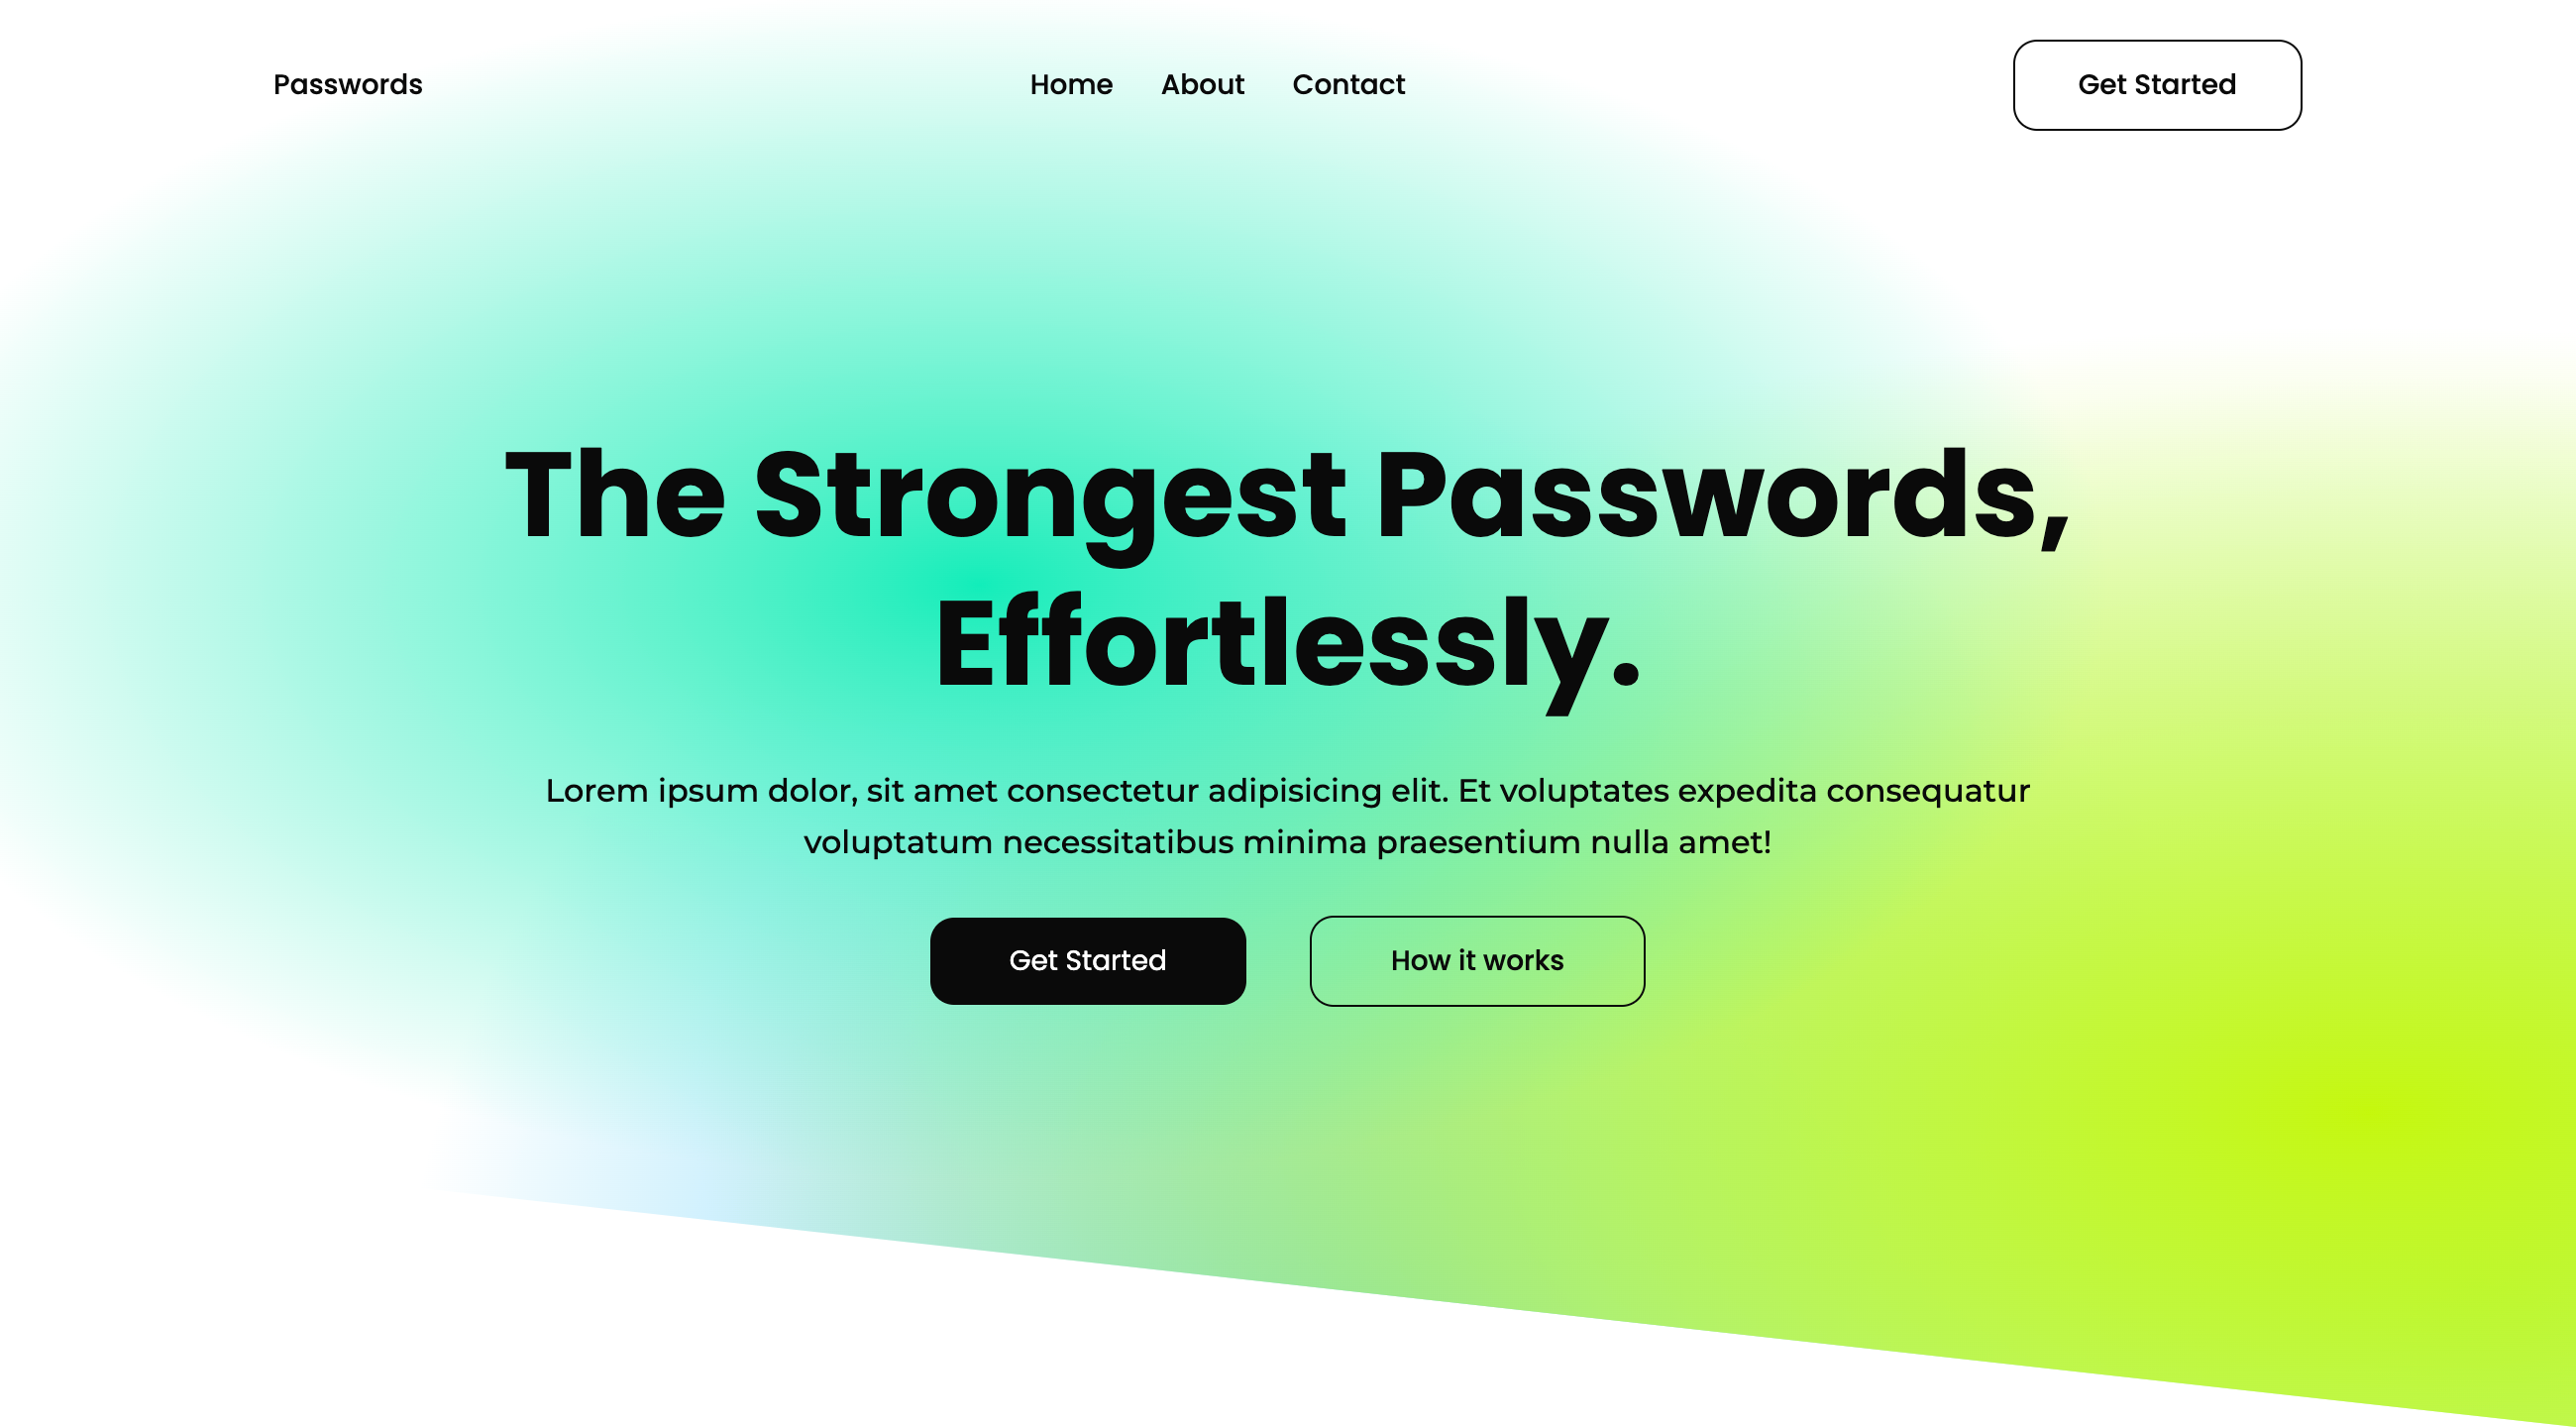 Passwords
Home About Contact
Get Started
The Strongest Passwords,
Effortlessly.
Lorem ipsum dolor, sit amet consectetur adipisicing elit. Et voluptates expedita consequatur
voluptatum necessitatibus minima praesentium nulla amet!
Get Started
How it works